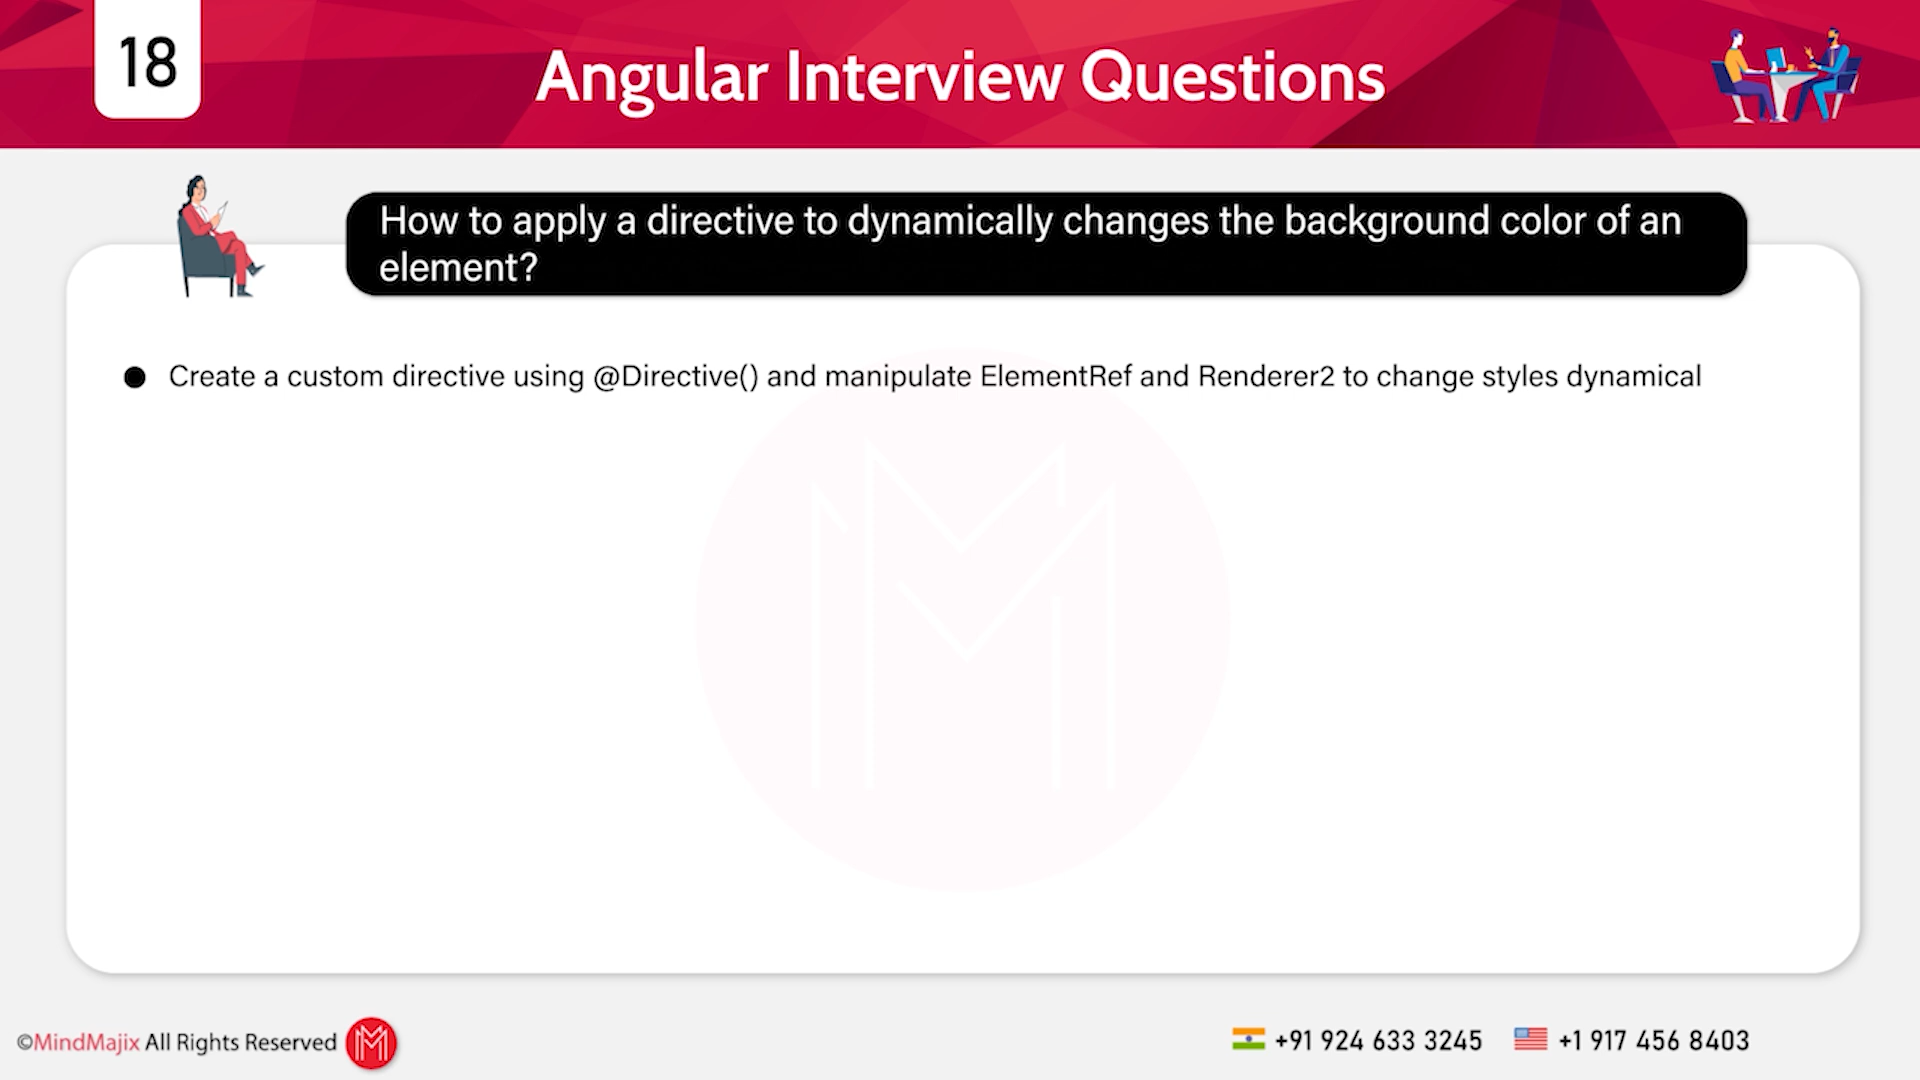 18
Angular Interview Questions
How to apply a directive to dynamically changes the background color of an
element?
● Create a custom directive using @Directive() and manipulate ElementRef and Renderer2 to change styles dynamical
©MindMajix All Rights Reserved
+91 924 633 3245
+1 917 456 8403